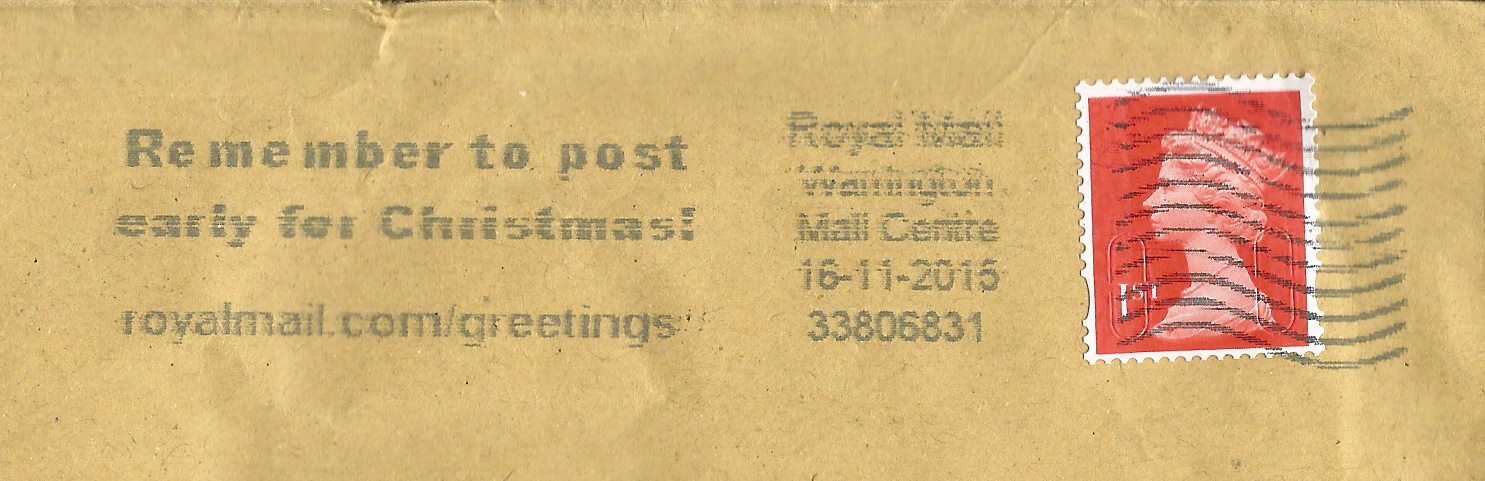 Remember to post
early for Christmas!
royalmail.com/greetings
Royal Mail
Warrington
Mail Centre
16-11-2015
33806831
1ST